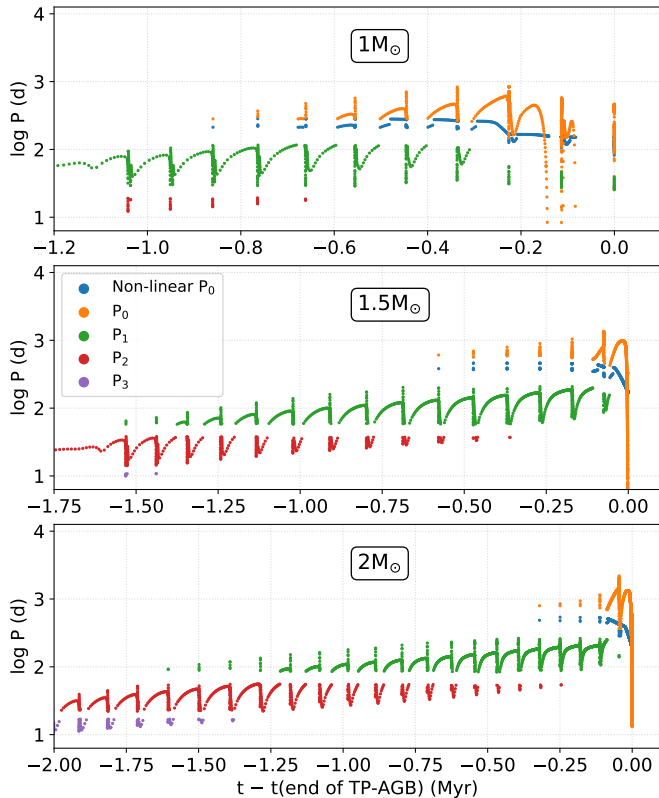 4
3
2
1
log P (d)
1M⊙
−1.2 −1.0 −0.8 −0.6 −0.4 −0.2 0.0
4
3
2
1
log P (d)
1.5M⊙
Non-linear P₀
P₀
P₁
P₂
P₃
−1.75 −1.50 −1.25 −1.00 −0.75 −0.50 −0.25 0.00
4
3
2
1
log P (d)
2M⊙
−2.00 −1.75 −1.50 −1.25 −1.00 −0.75 −0.50 −0.25 0.00
t − t(end of TP-AGB) (Myr)